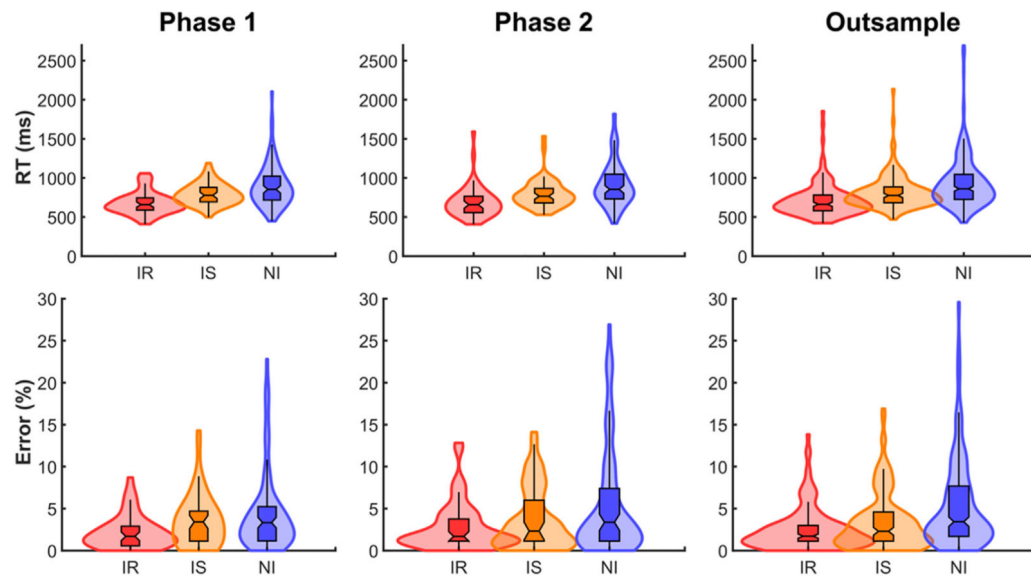 Phase 1 Phase 2 Outsample
RT (ms)
2500 2500 2500
2000 2000 2000
1500 1500 1500
1000 1000 1000
500 500 500
0 0 0
IR IS NI IR IS NI IR IS NI
Error (%)
30 30 30
25 25 25
20 20 20
15 15 15
10 10 10
5 5 5
0 0 0
IR IS NI IR IS NI IR IS NI